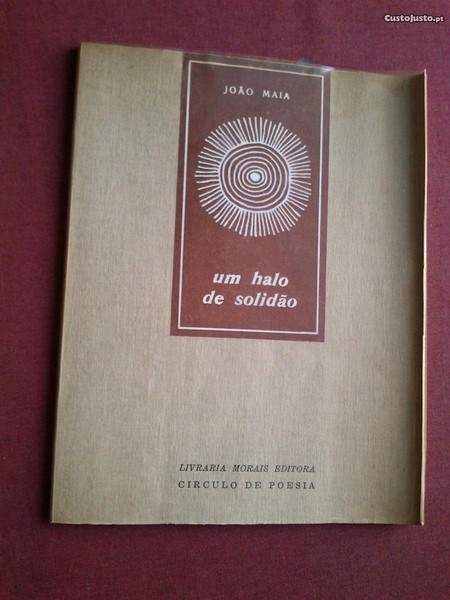 CustoJusto.pt
JOÃO MAIA
um halo
de solidão
LIVRARIA MORAIS EDITORA
CIRCULO DE POESIA